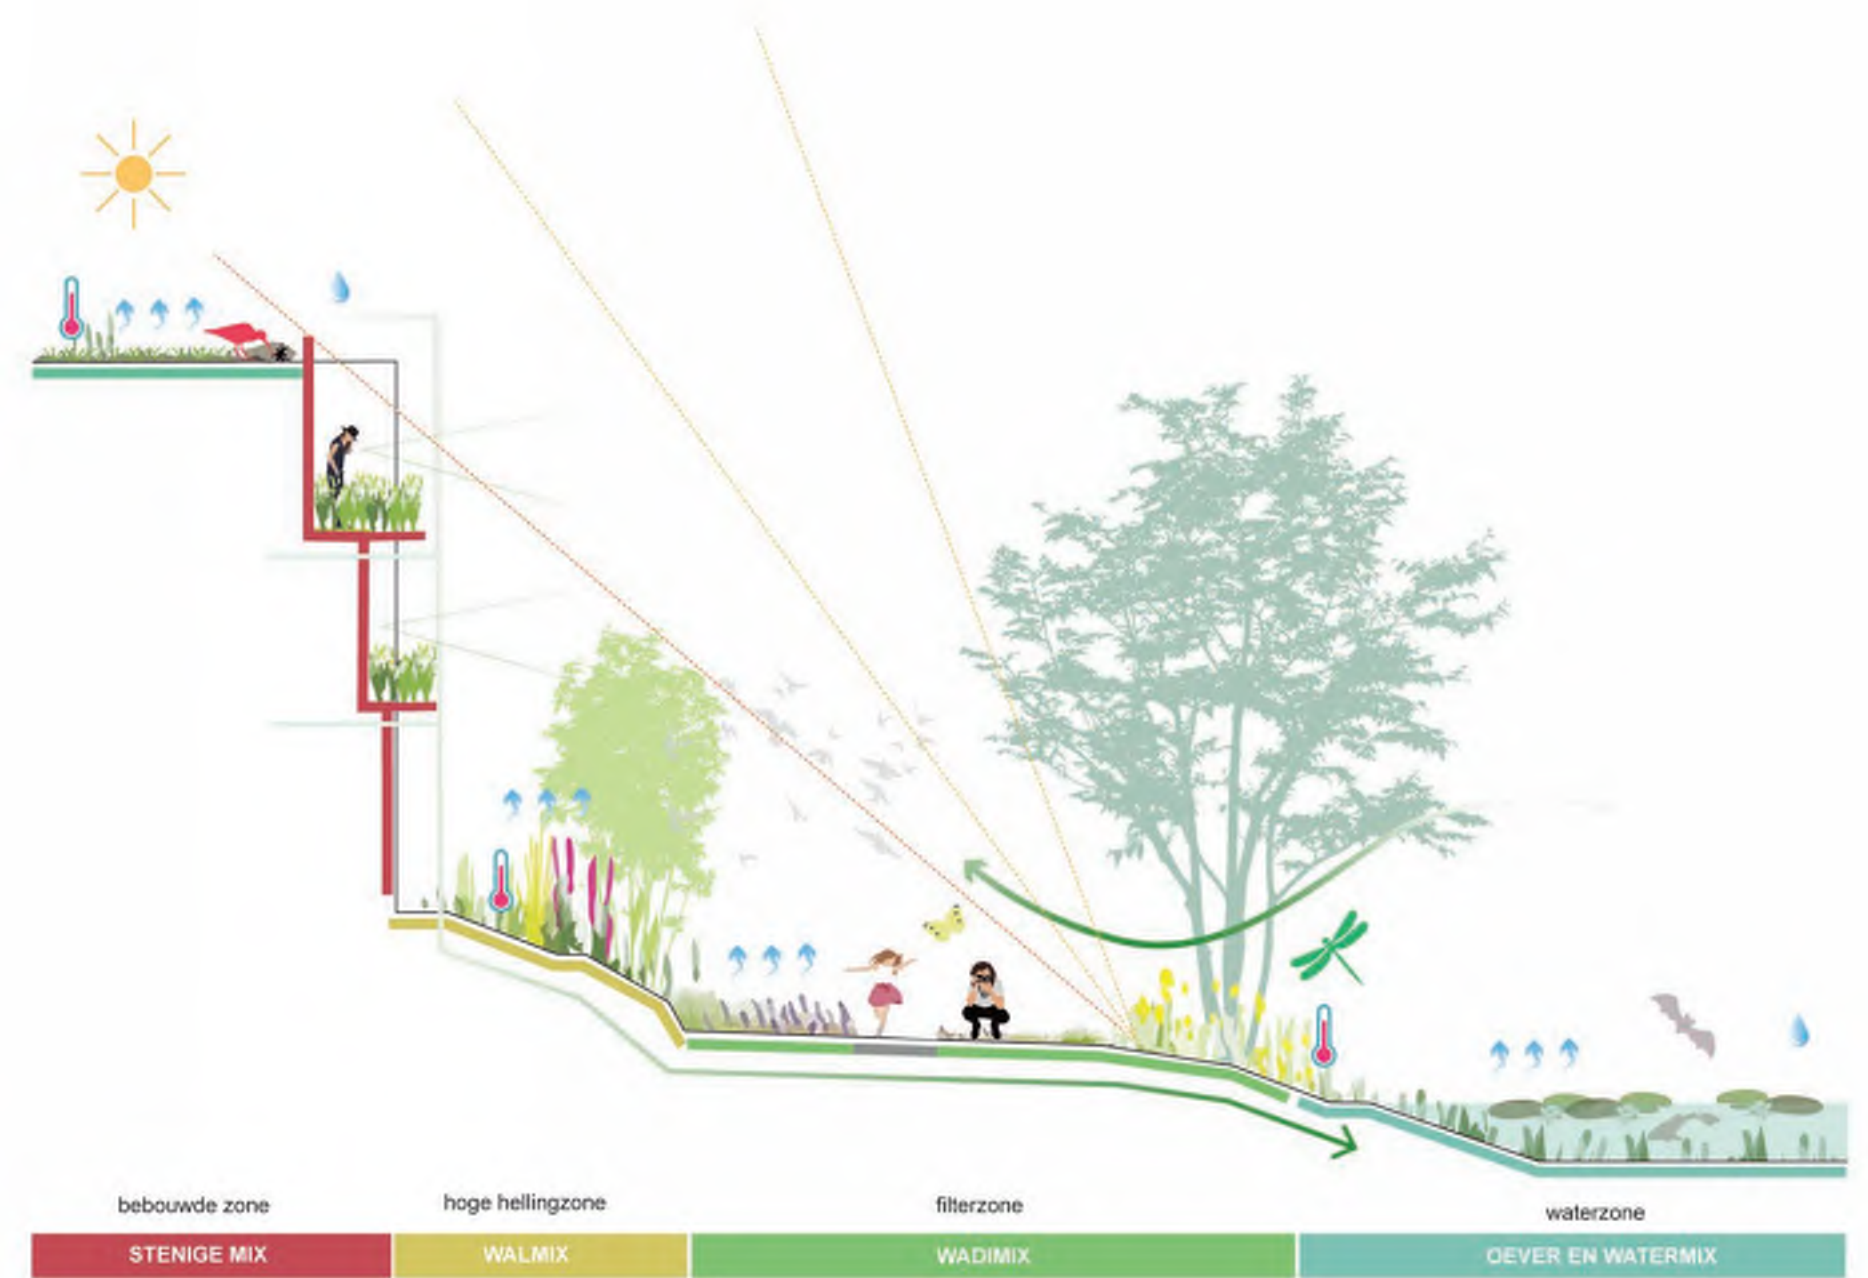 bebouwde zone
hoge hellingzone
filterzone
waterzone
STENIGE MIX
WALMIX
WADIMIX
OEVER EN WATERMIX